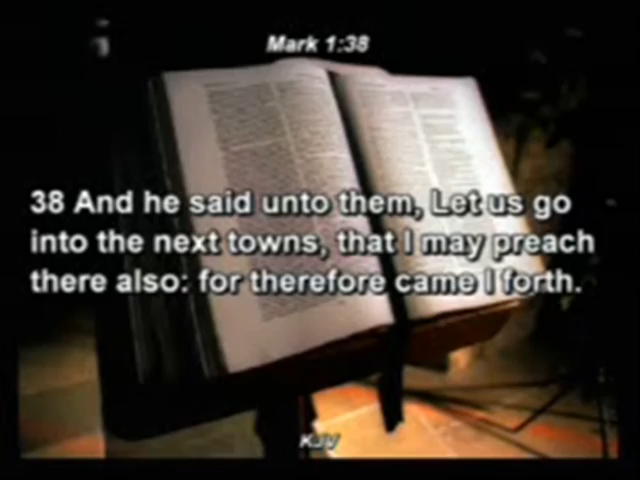 Mark 1:38
38 And he said unto them, Let us go
into the next towns, that I may preach
there also: for therefore came I forth.
KJV